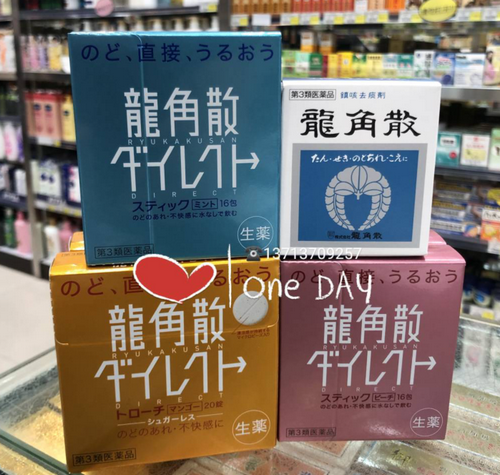 のど、直接、うるおう
龍角散
RYUKAKUSAN
ダイレクト
DIRECT
スティック ミント 16包
のどのあれ・不快感に水なしで飲む
生薬
第3類医薬品
第3類医薬品 鎮咳去痰剤
龍角散
たん・せき・のどあれ・こえに
株式会社 龍角散
13713709257
one DAY
のど、直接、うるおう
龍角散
RYUKAKUSAN
ダイレクト
DIRECT
トローチ マンゴー 20錠
シュガーレス
のどのあれ・不快感に
生薬
第3類医薬品
のど、直接、うるおう
龍角散
RYUKAKUSAN
ダイレクト
DIRECT
スティック ピーチ 16包
のどのあれ・不快感に水なしで飲む
生薬
第3類医薬品